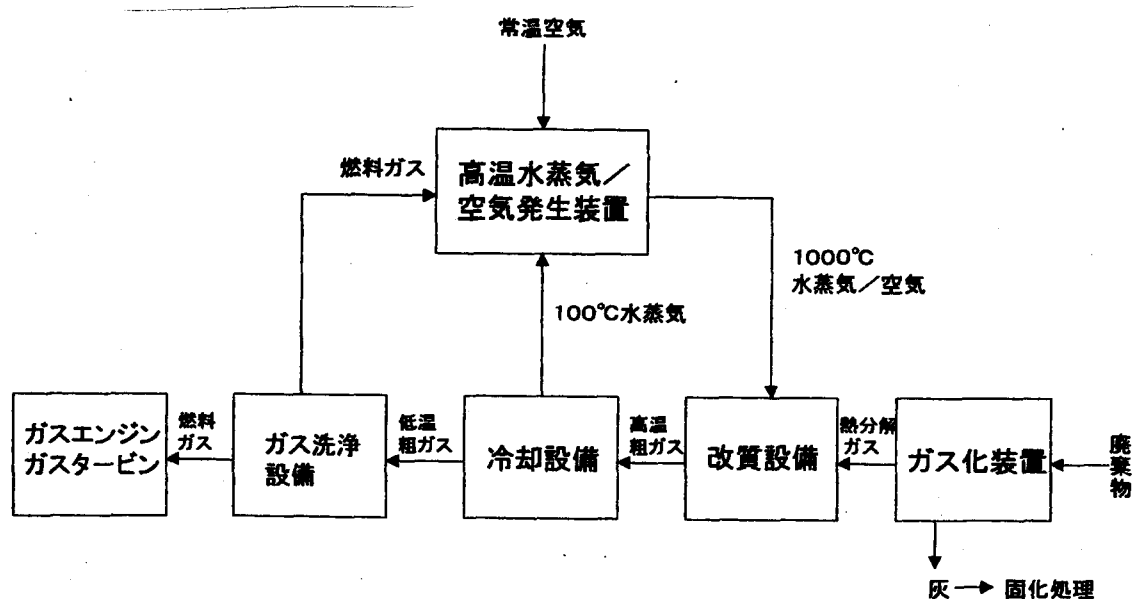 常温空気
燃料ガス
高温水蒸気／
空気発生装置
1000℃
水蒸気／空気
100℃水蒸気
ガスエンジン
ガスタービン
燃料
ガス
ガス洗浄
設備
低温
粗ガス
冷却設備
高温
粗ガス
改質設備
熱分解
ガス
ガス化装置
廃棄物
灰
固化処理